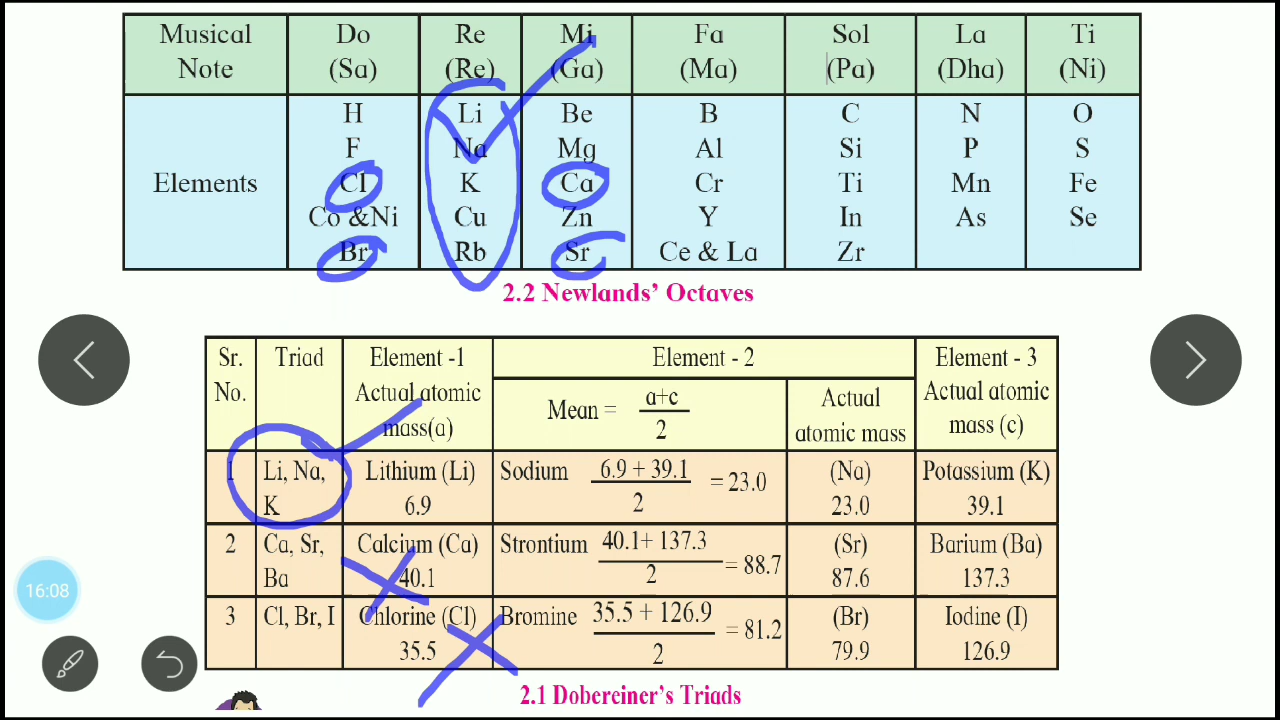 Musical Note Do (Sa) Re (Re) Mi (Ga) Fa (Ma) Sol (Pa) La (Dha) Ti (Ni)
Elements
H Li Be B C N O
F Na Mg Al Si P S
Cl K Ca Cr Ti Mn Fe
Co &Ni Cu Zn Y In As Se
Br Rb Sr Ce & La Zr
2.2 Newlands' Octaves
Sr. No. Triad Element -1 Actual atomic mass(a) Element - 2 Element - 3 Actual atomic mass (c)
Mean = a+c / 2 Actual atomic mass
1 Li, Na, K Lithium (Li) 6.9 Sodium 6.9 + 39.1 / 2 = 23.0 (Na) 23.0 Potassium (K) 39.1
2 Ca, Sr, Ba Calcium (Ca) 40.1 Strontium 40.1+ 137.3 / 2 = 88.7 (Sr) 87.6 Barium (Ba) 137.3
3 Cl, Br, I Chlorine (Cl) 35.5 Bromine 35.5 + 126.9 / 2 = 81.2 (Br) 79.9 Iodine (I) 126.9
2.1 Dobereiner's Triads
16:08